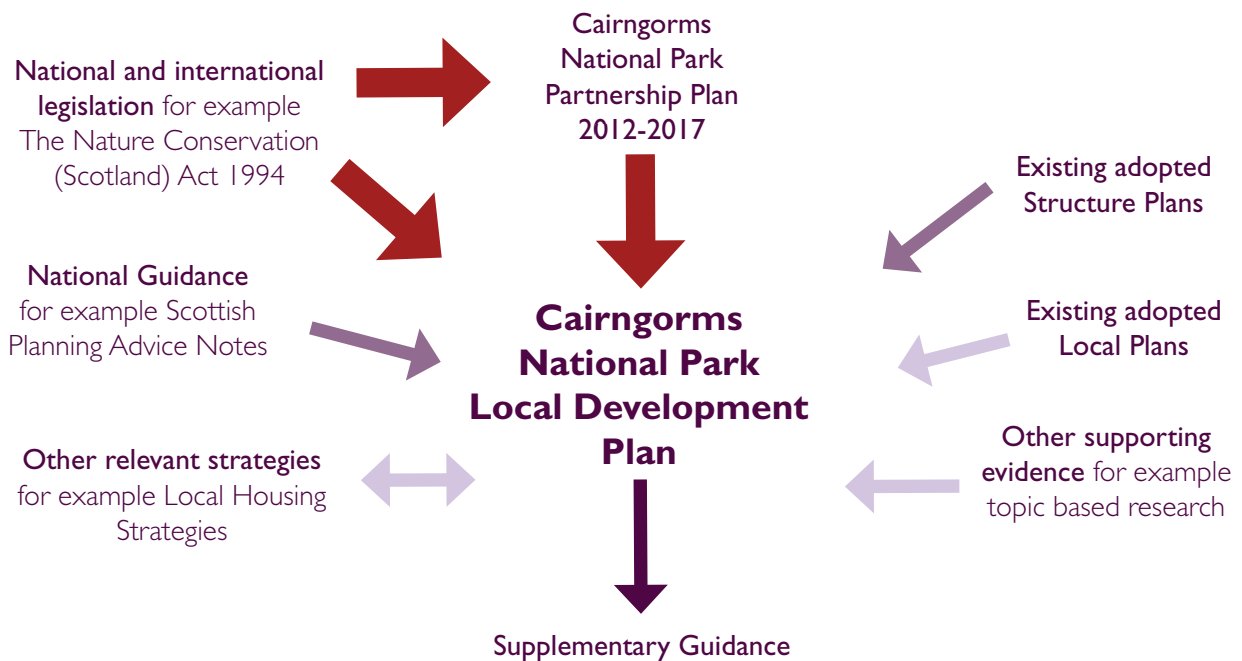 National and international
legislation for example
The Nature Conservation
(Scotland) Act 1994
Cairngorms
National Park
Partnership Plan
2012-2017
National Guidance
for example Scottish
Planning Advice Notes
Other relevant strategies
for example Local Housing
Strategies
Cairngorms
National Park
Local Development
Plan
Existing adopted
Structure Plans
Existing adopted
Local Plans
Other supporting
evidence for example
topic based research
Supplementary Guidance